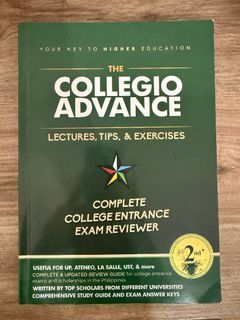 YOUR KEY TO HIGHER EDUCATION
THE
COLLEGIO
ADVANCE
LECTURES, TIPS, & EXERCISES
COMPLETE
COLLEGE ENTRANCE
EXAM REVIEWER
2nd
USEFUL FOR UP, ATENEO, LA SALLE, UST, & more
COMPLETE & UPDATED REVIEW GUIDE for college entrance
exams and scholarships in the Philippines
WRITTEN BY TOP SCHOLARS FROM DIFFERENT UNIVERSITIES
COMPREHENSIVE STUDY GUIDE AND EXAM ANSWER KEYS